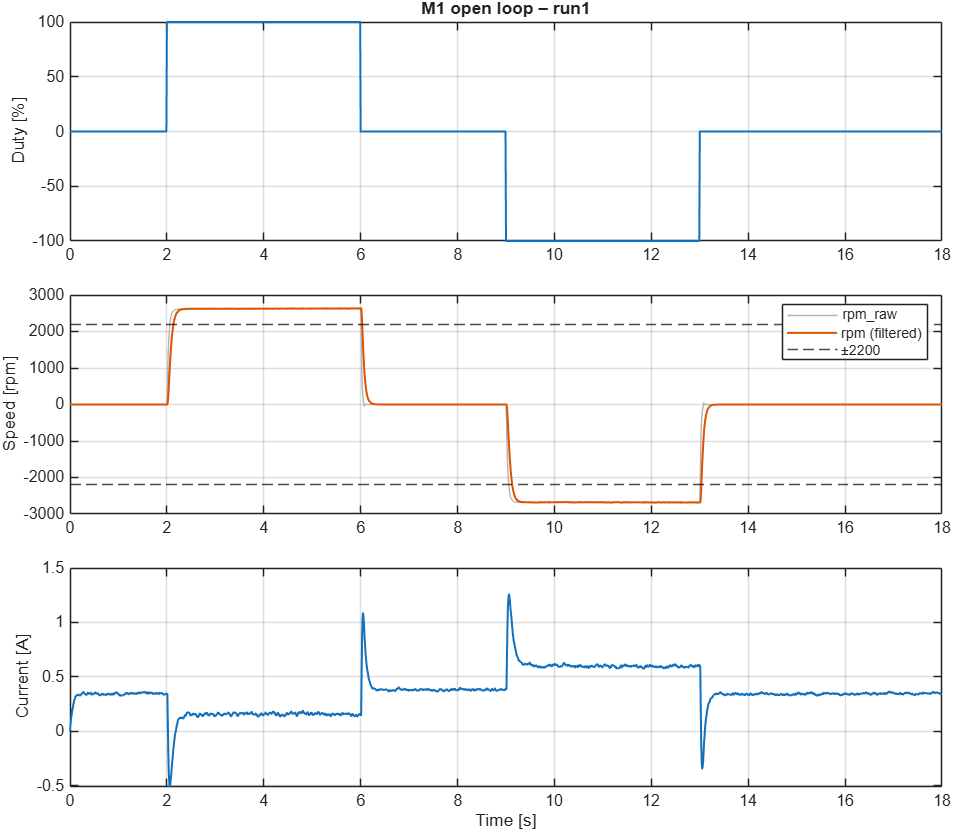 M1 open loop – run1
100
50
0
-50
-100
Duty [%]
0 2 4 6 8 10 12 14 16 18
3000
2000
1000
0
-1000
-2000
-3000
Speed [rpm]
rpm_raw
rpm (filtered)
±2200
0 2 4 6 8 10 12 14 16 18
1.5
1
0.5
0
-0.5
Current [A]
0 2 4 6 8 10 12 14 16 18
Time [s]